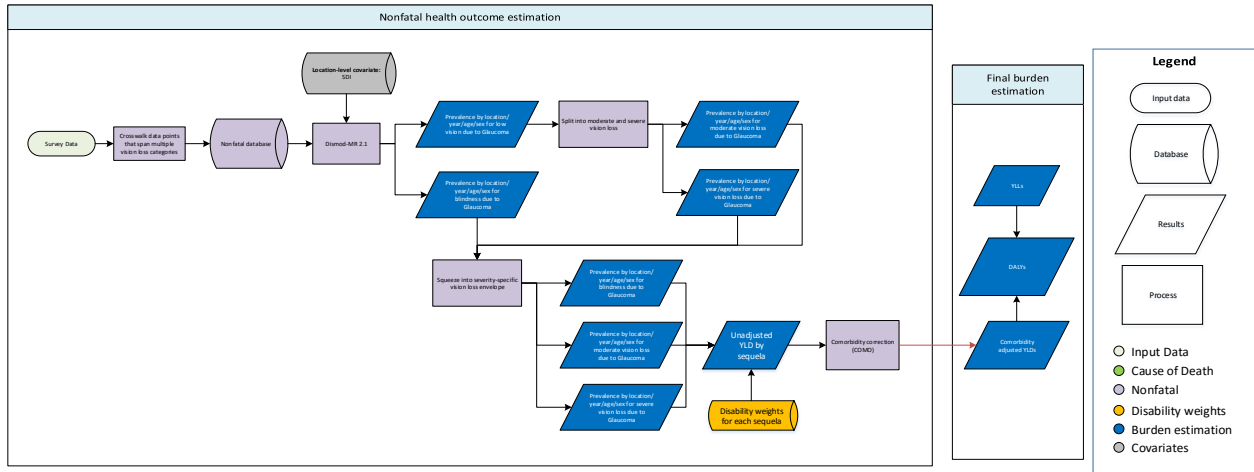 Nonfatal health outcome estimation
Location-level covariate:
SDI
Survey Data
Crosswalk data points
that span multiple
vision loss categories
Nonfatal database
Dismod-MR 2.1
Prevalence by location/
year/age/sex for low
vision due to Glaucoma
Split into moderate and severe
vision loss
Prevalence by location/
year/age/sex for
moderate vision loss
due to Glaucoma
Prevalence by location/
year/age/sex for
blindness due to
Glaucoma
Prevalence by location/
year/age/sex for severe
vision loss due to
Glaucoma
Squeeze into severity-specific
vision loss envelope
Prevalence by location/
year/age/sex for
blindness due to
Glaucoma
Prevalence by location/
year/age/sex for
moderate vision loss
due to Glaucoma
Prevalence by location/
year/age/sex for severe
vision loss due to
Glaucoma
Unadjusted
YLD by
sequela
Disability weights
for each sequela
Comorbidity correction
(COMO)
Final burden
estimation
YLLs
DALYs
Comorbidity
adjusted YLDs
Legend
Input data
Database
Results
Process
Input Data
Cause of Death
Nonfatal
Disability weights
Burden estimation
Covariates